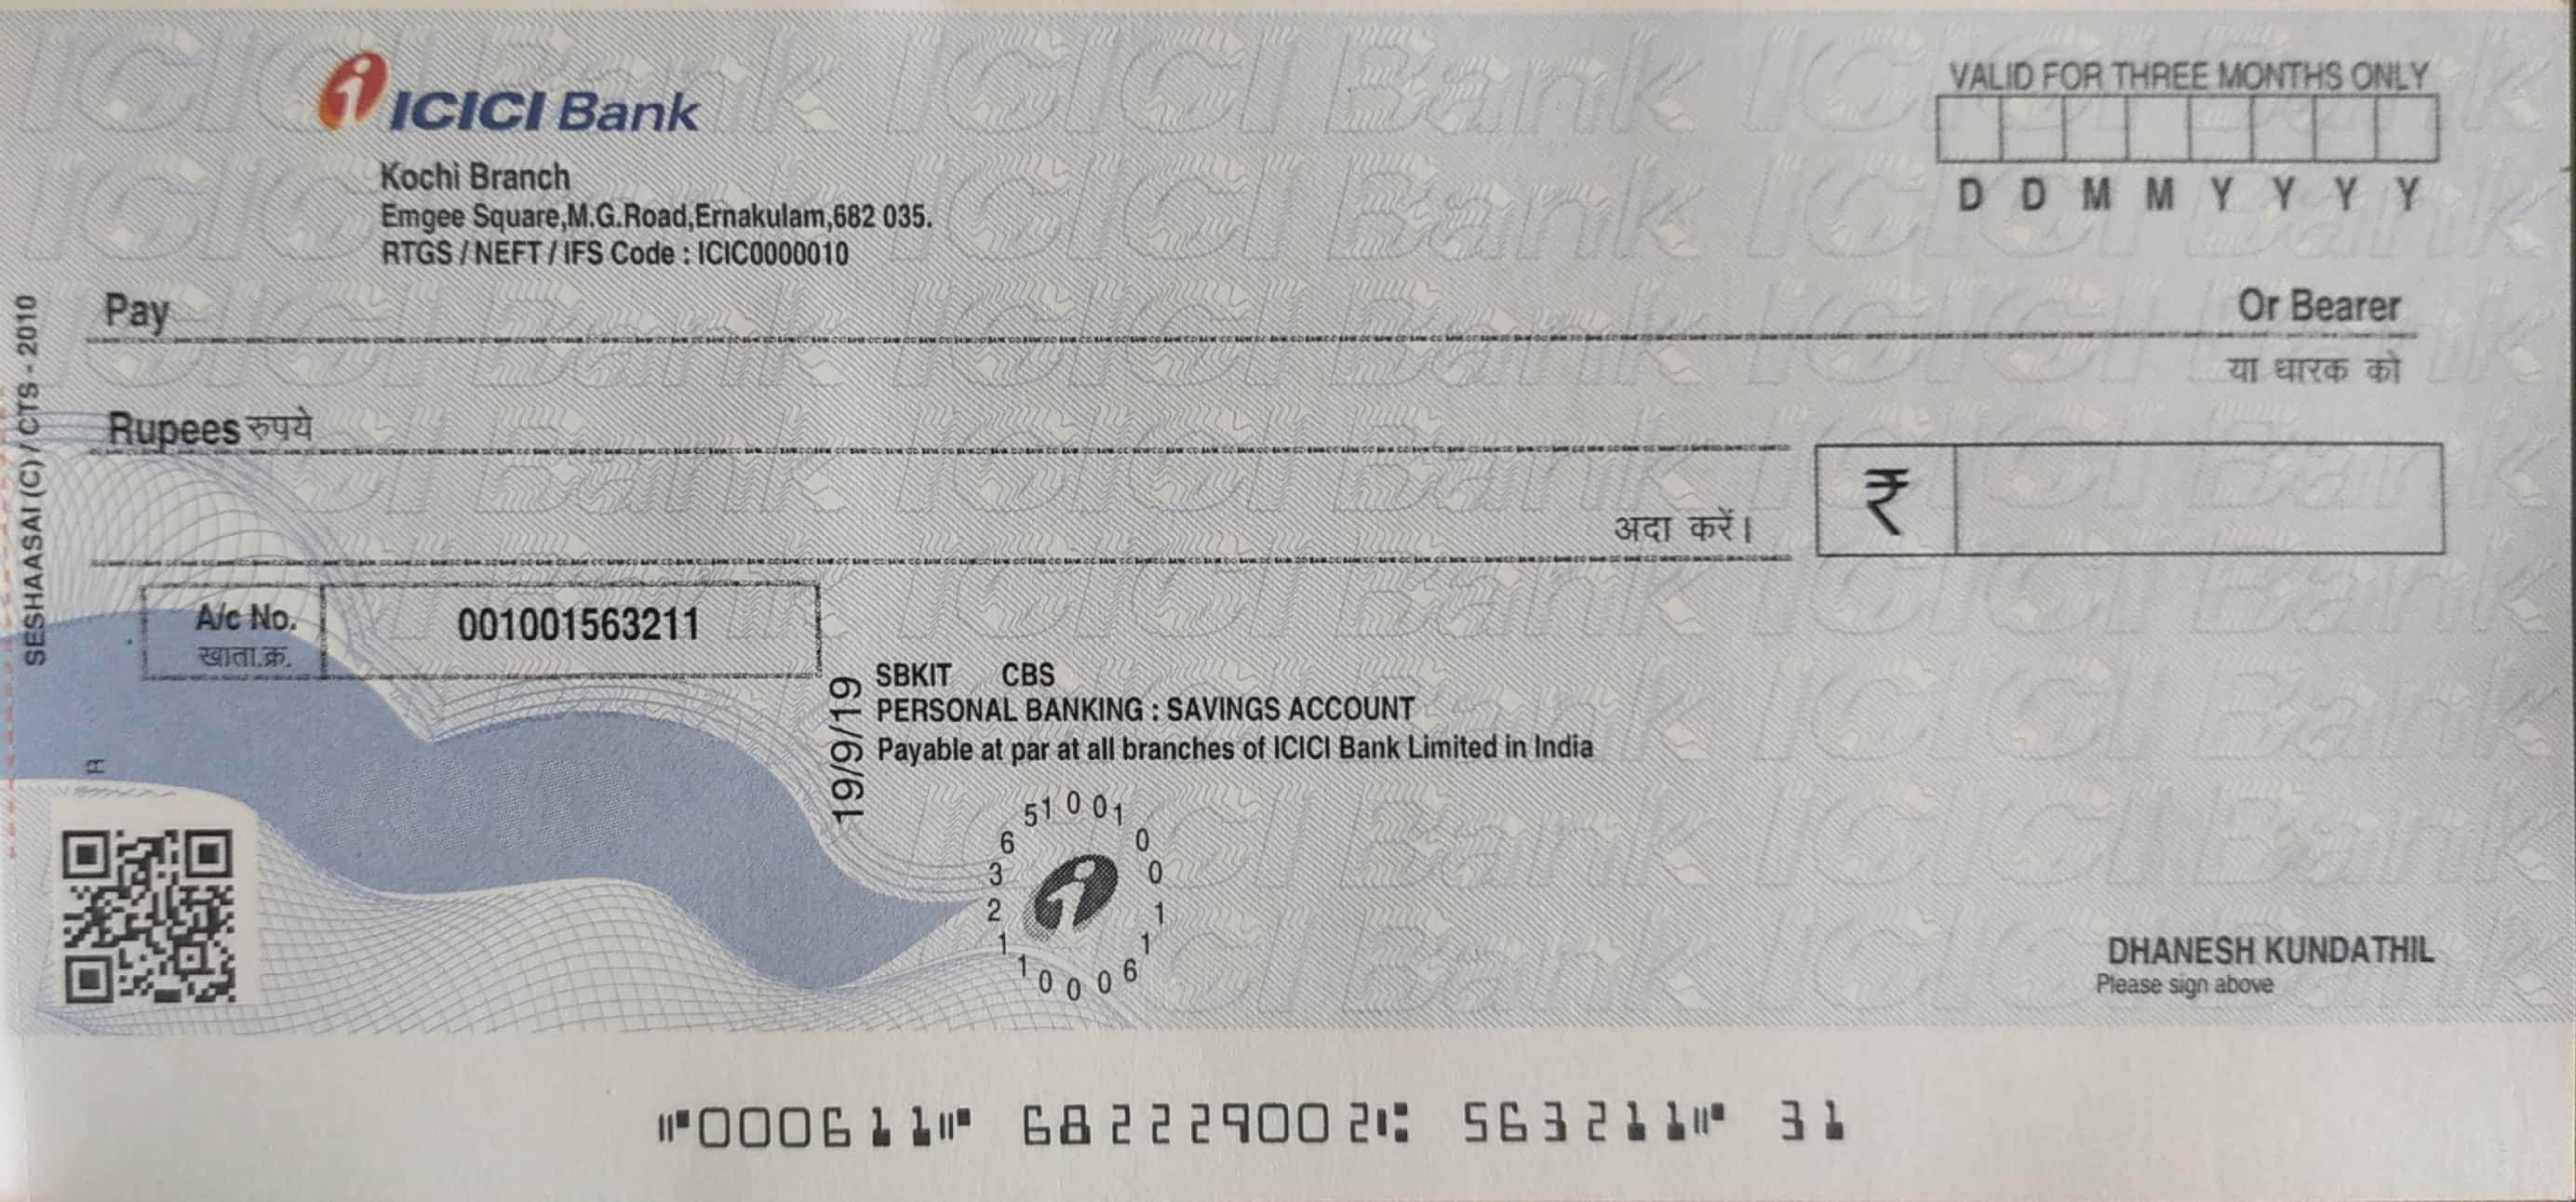 ICICI Bank
VALID FOR THREE MONTHS ONLY
D D M M Y Y Y Y
Kochi Branch
Emgee Square,M.G.Road,Ernakulam,682 035.
RTGS / NEFT / IFS Code : ICIC0000010
Pay
Or Bearer
या धारक को
Rupees रुपये
अदा करें।
₹
A/c No.
खाता.क्र.
001001563211
SESHAASAI (C) / CTS - 2010
19/9/19
SBKIT CBS
PERSONAL BANKING : SAVINGS ACCOUNT
Payable at par at all branches of ICICI Bank Limited in India
0 0 1 0 0 1 1 6 0 0 0 1 1 2 3 6 5 1 0
DHANESH KUNDATHIL
Please sign above
⑈000611⑈ 682229002⑆ 563211⑈ 31